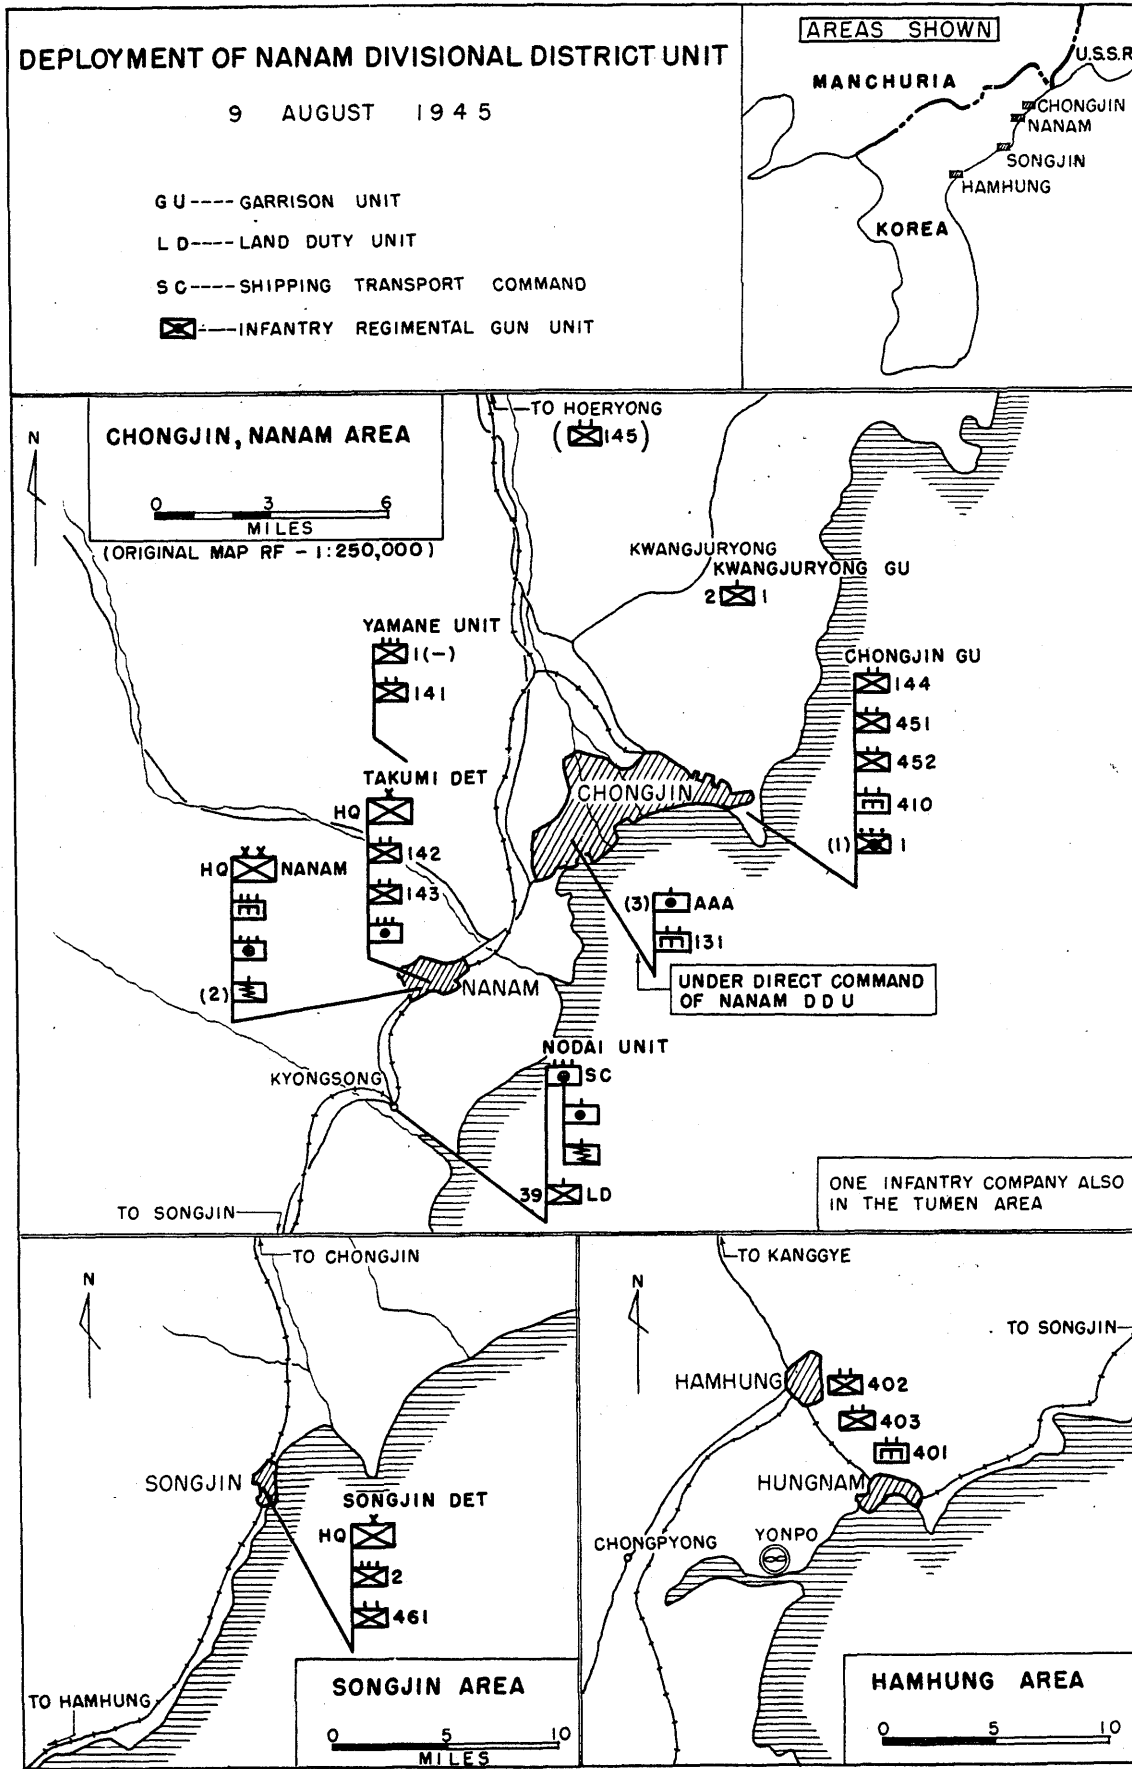 DEPLOYMENT OF NANAM DIVISIONAL DISTRICT UNIT
9 AUGUST 1945
GU----GARRISON UNIT
LD----LAND DUTY UNIT
SC----SHIPPING TRANSPORT COMMAND
INFANTRY REGIMENTAL GUN UNIT
AREAS SHOWN
U.S.S.R
MANCHURIA
CHONGJIN
NANAM
SONGJIN
HAMHUNG
KOREA
CHONGJIN, NANAM AREA
N
0 3 6
MILES
(ORIGINAL MAP RF - 1:250,000)
TO HOERYONG
(145)
KWANGJURYONG
KWANGJURYONG GU
2 1
YAMANE UNIT
1(-)
141
CHONGJIN GU
144
451
452
410
(1) 1
TAKUMI DET
HQ
142
143
CHONGJIN
HQ NANAM
(2)
(3) AAA
131
UNDER DIRECT COMMAND
OF NANAM DDU
NANAM
NODAI UNIT
SC
39 LD
KYONGSONG
TO SONGJIN
ONE INFANTRY COMPANY ALSO
IN THE TUMEN AREA
TO CHONGJIN
N
SONGJIN
SONGJIN DET
HQ
2
461
TO HAMHUNG
SONGJIN AREA
0 5 10
MILES
TO KANGGYE
N
TO SONGJIN
HAMHUNG
402
403
401
HUNGNAM
CHONGPYONG
YONPO
HAMHUNG AREA
0 5 10